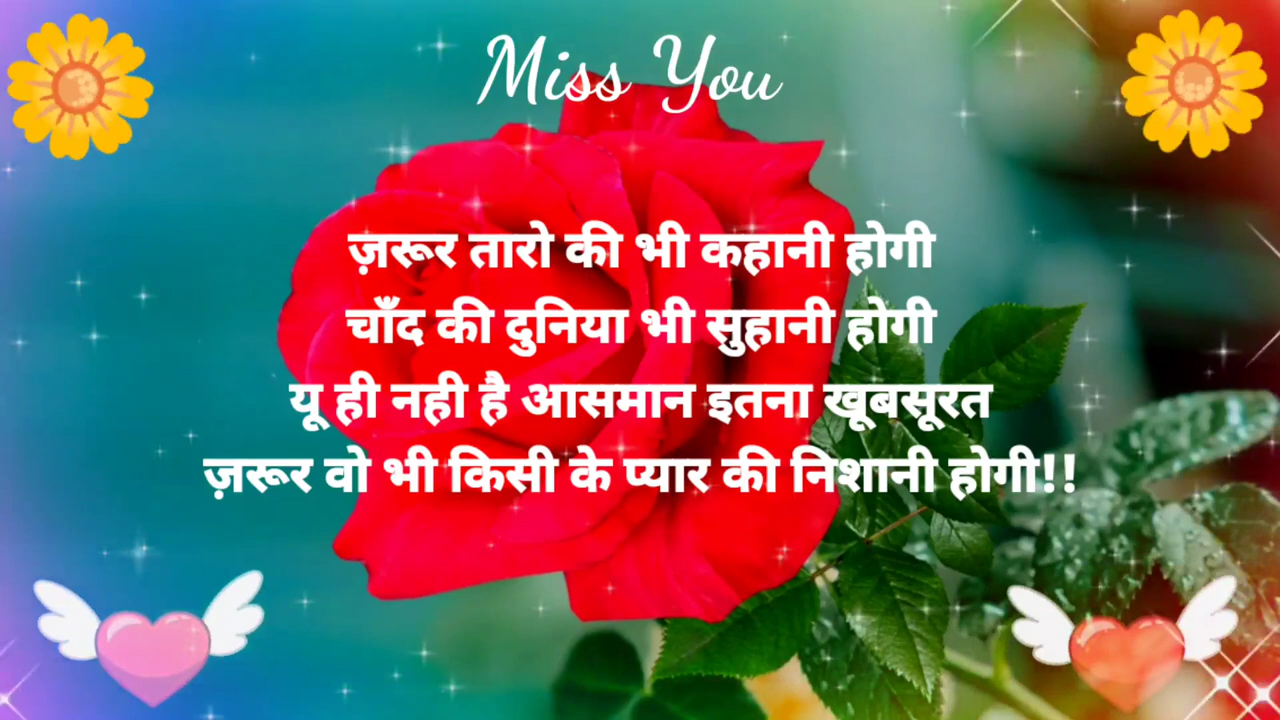 Miss You
ज़रूर तारो की भी कहानी होगी
चाँद की दुनिया भी सुहानी होगी
यू ही नही है आसमान इतना खूबसूरत
ज़रूर वो भी किसी के प्यार की निशानी होगी!!